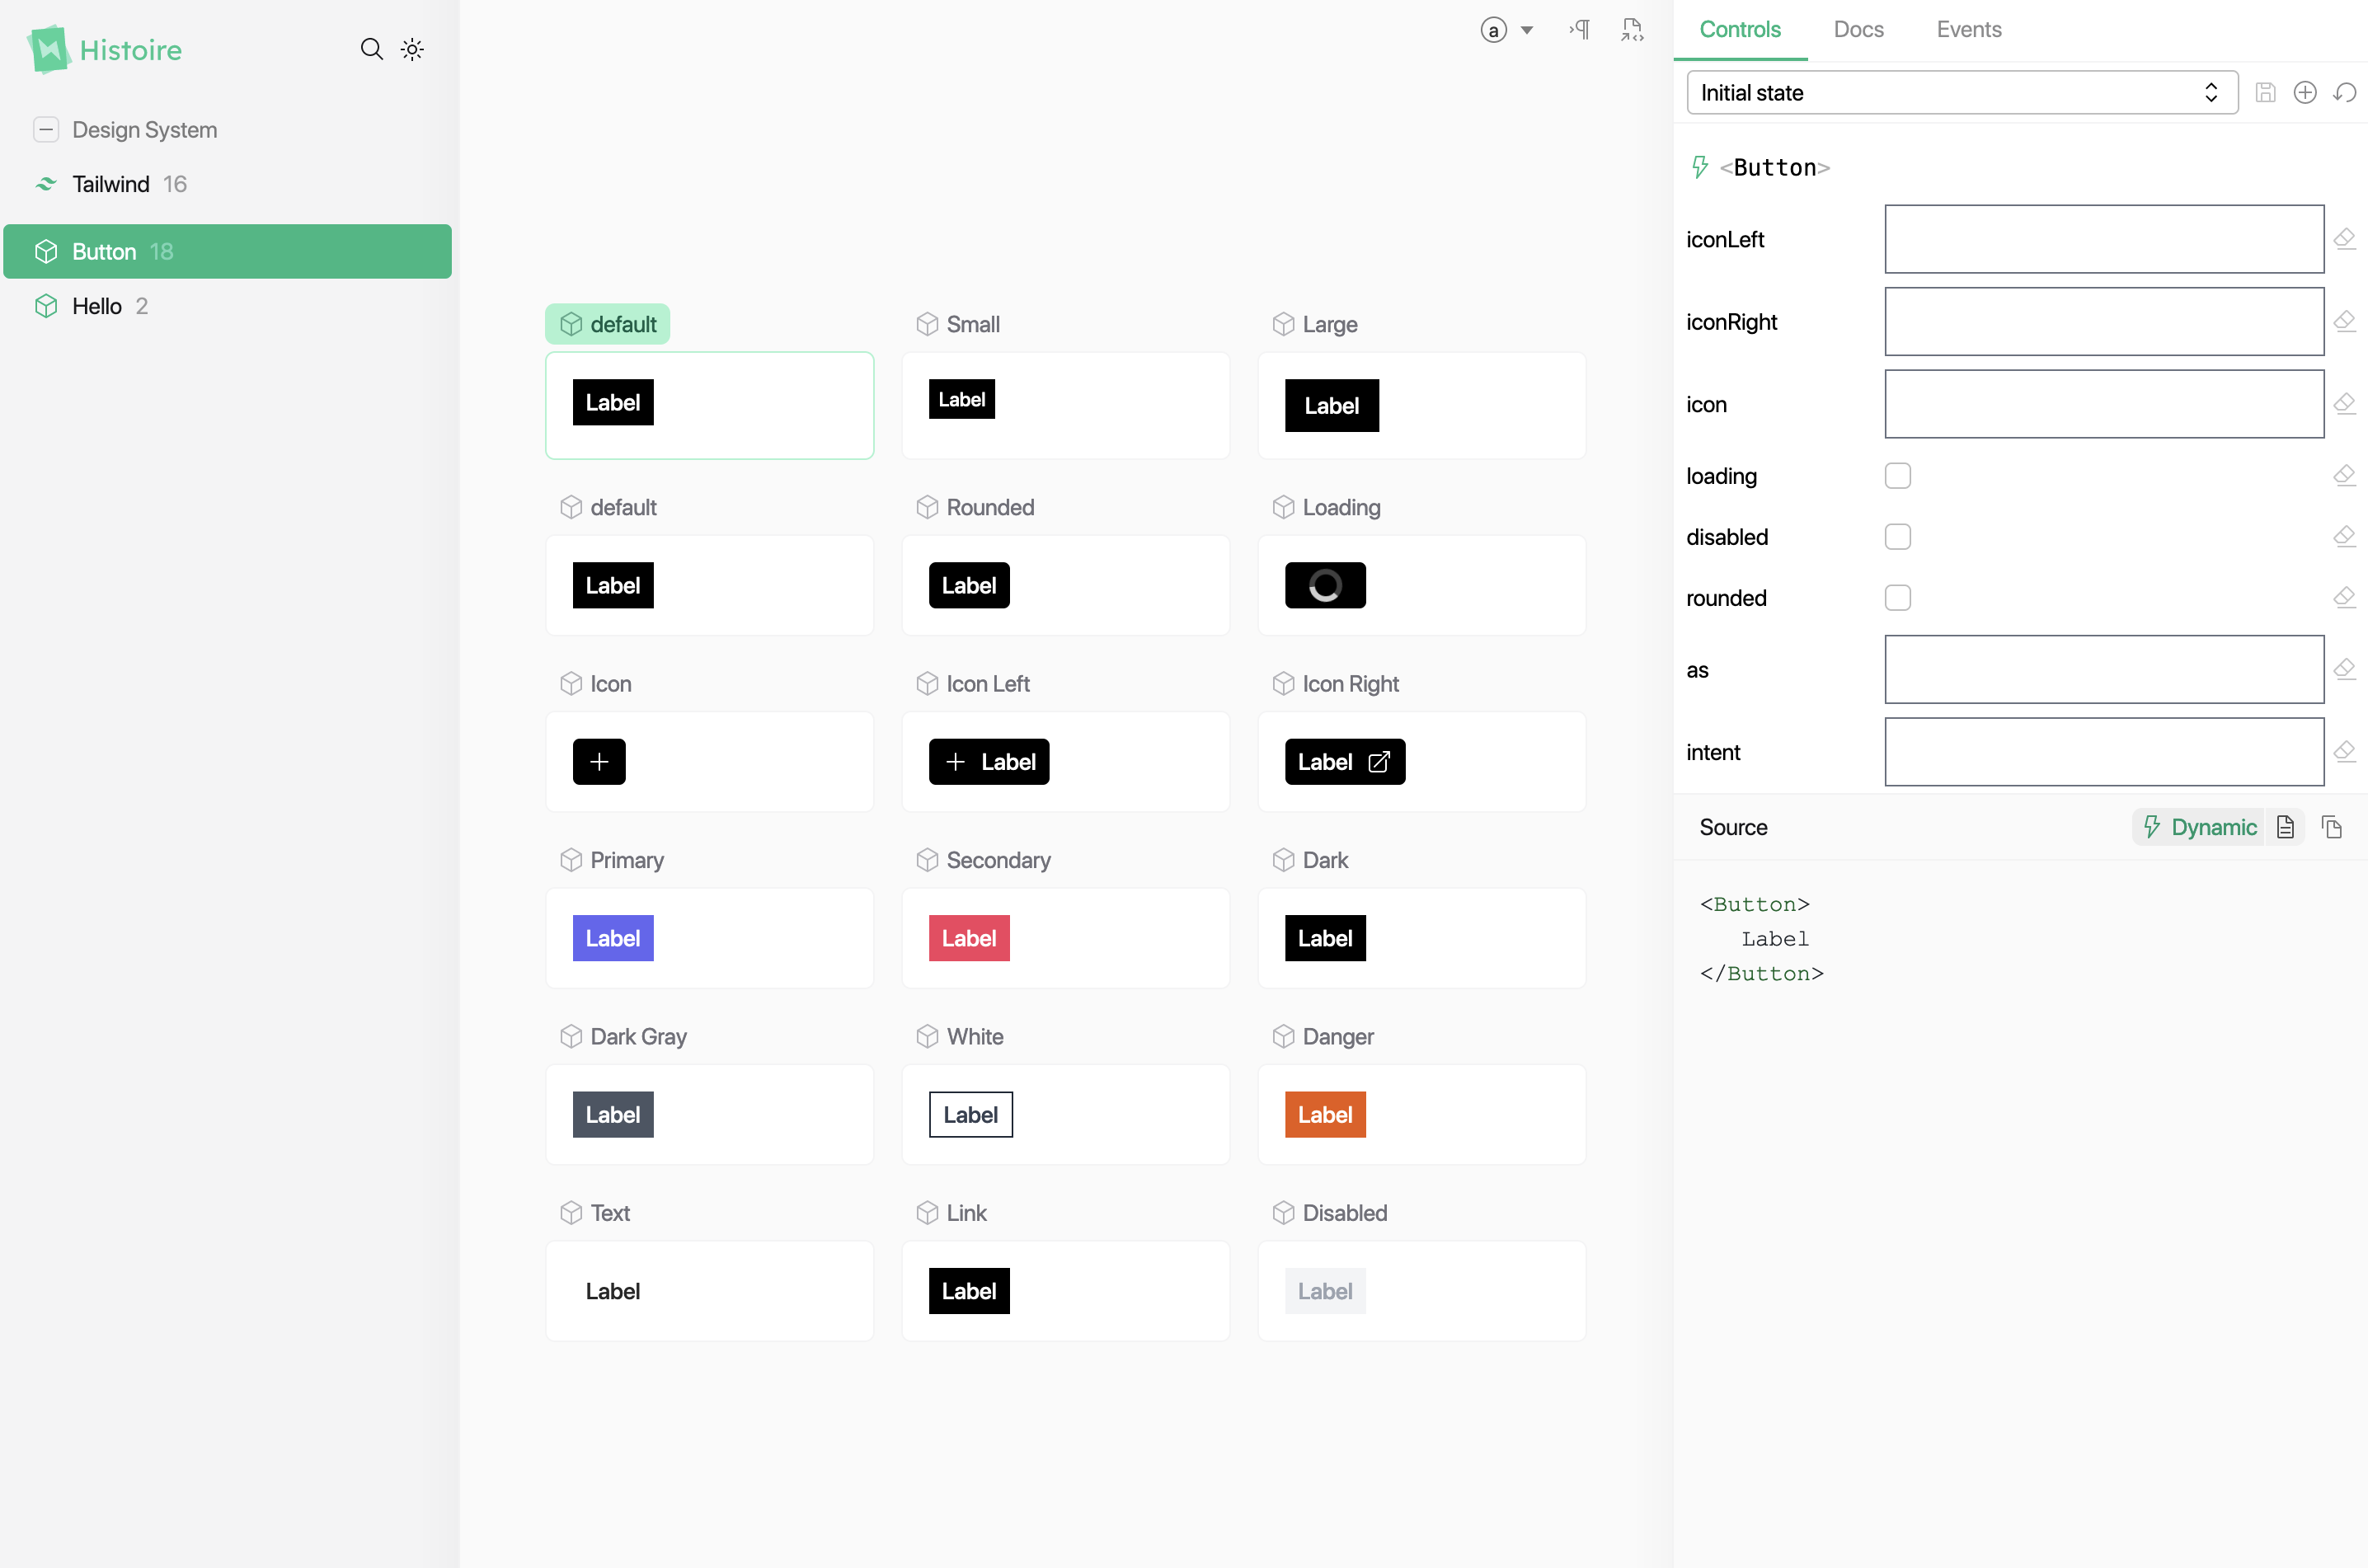 Histoire
Design System
Tailwind 16
Button 18
Hello 2
a
default
Small
Large
Label
Label
Label
default
Rounded
Loading
Label
Label
Icon
Icon Left
Icon Right
Label
Label
Primary
Secondary
Dark
Label
Label
Label
Dark Gray
White
Danger
Label
Label
Label
Text
Link
Disabled
Label
Label
Label
Controls
Docs
Events
Initial state
<Button>
iconLeft
iconRight
icon
loading
disabled
rounded
as
intent
Source
Dynamic
<Button>
Label
</Button>